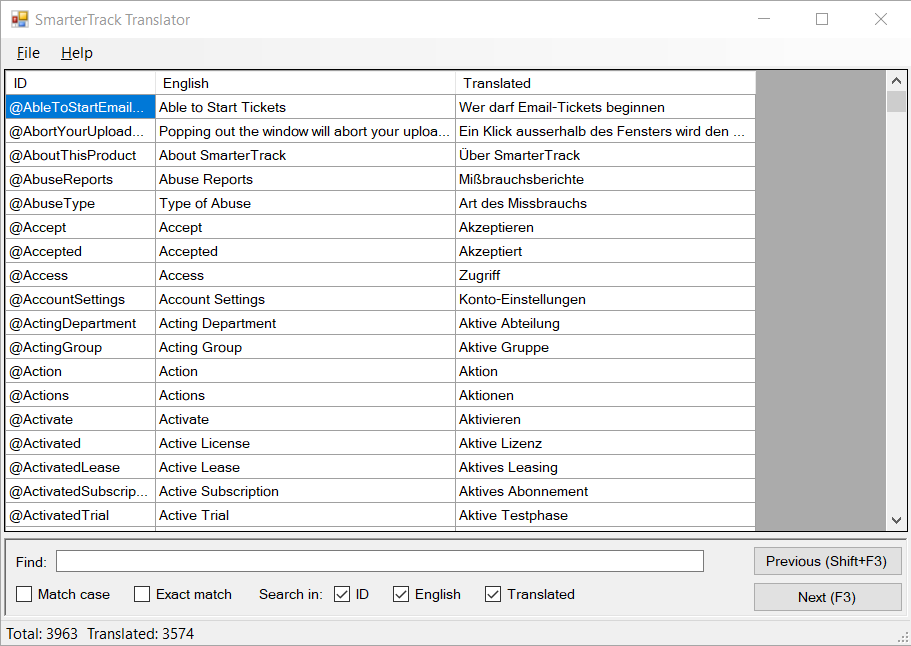 SmarterTrack Translator
File Help
ID English Translated
@AbleToStartEmail... Able to Start Tickets Wer darf Email-Tickets beginnen
@AbortYourUpload... Popping out the window will abort your uploa... Ein Klick ausserhalb des Fensters wird den ...
@AboutThisProduct About SmarterTrack Über SmarterTrack
@AbuseReports Abuse Reports Mißbrauchsberichte
@AbuseType Type of Abuse Art des Missbrauchs
@Accept Accept Akzeptieren
@Accepted Accepted Akzeptiert
@Access Access Zugriff
@AccountSettings Account Settings Konto-Einstellungen
@ActingDepartment Acting Department Aktive Abteilung
@ActingGroup Acting Group Aktive Gruppe
@Action Action Aktion
@Actions Actions Aktionen
@Activate Activate Aktivieren
@Activated Active License Aktive Lizenz
@ActivatedLease Active Lease Aktives Leasing
@ActivatedSubscrip... Active Subscription Aktives Abonnement
@ActivatedTrial Active Trial Aktive Testphase
Find: Previous (Shift+F3)
Match case Exact match Search in: ID English Translated Next (F3)
Total: 3963 Translated: 3574